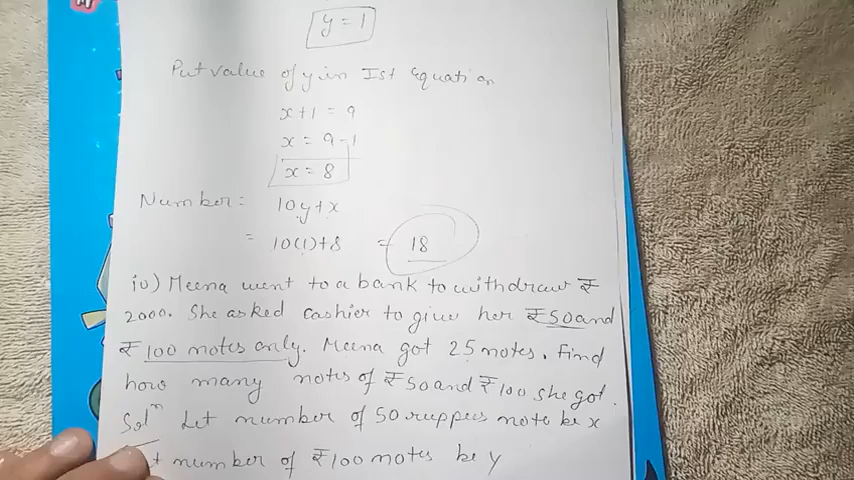 y = 1
Put value of y in Ist Equation
x+1 = 9
x = 9-1
x = 8
Number = 10y+x
= 10(1)+8 = 18
iv) Meena went to a bank to withdraw ₹
2000. She asked cashier to give her ₹50 and
₹100 notes only. Meena got 25 notes. Find
how many notes of ₹50 and ₹100 she got.
Solⁿ Let number of 50 ruppees note be x
number of ₹100 notes be y